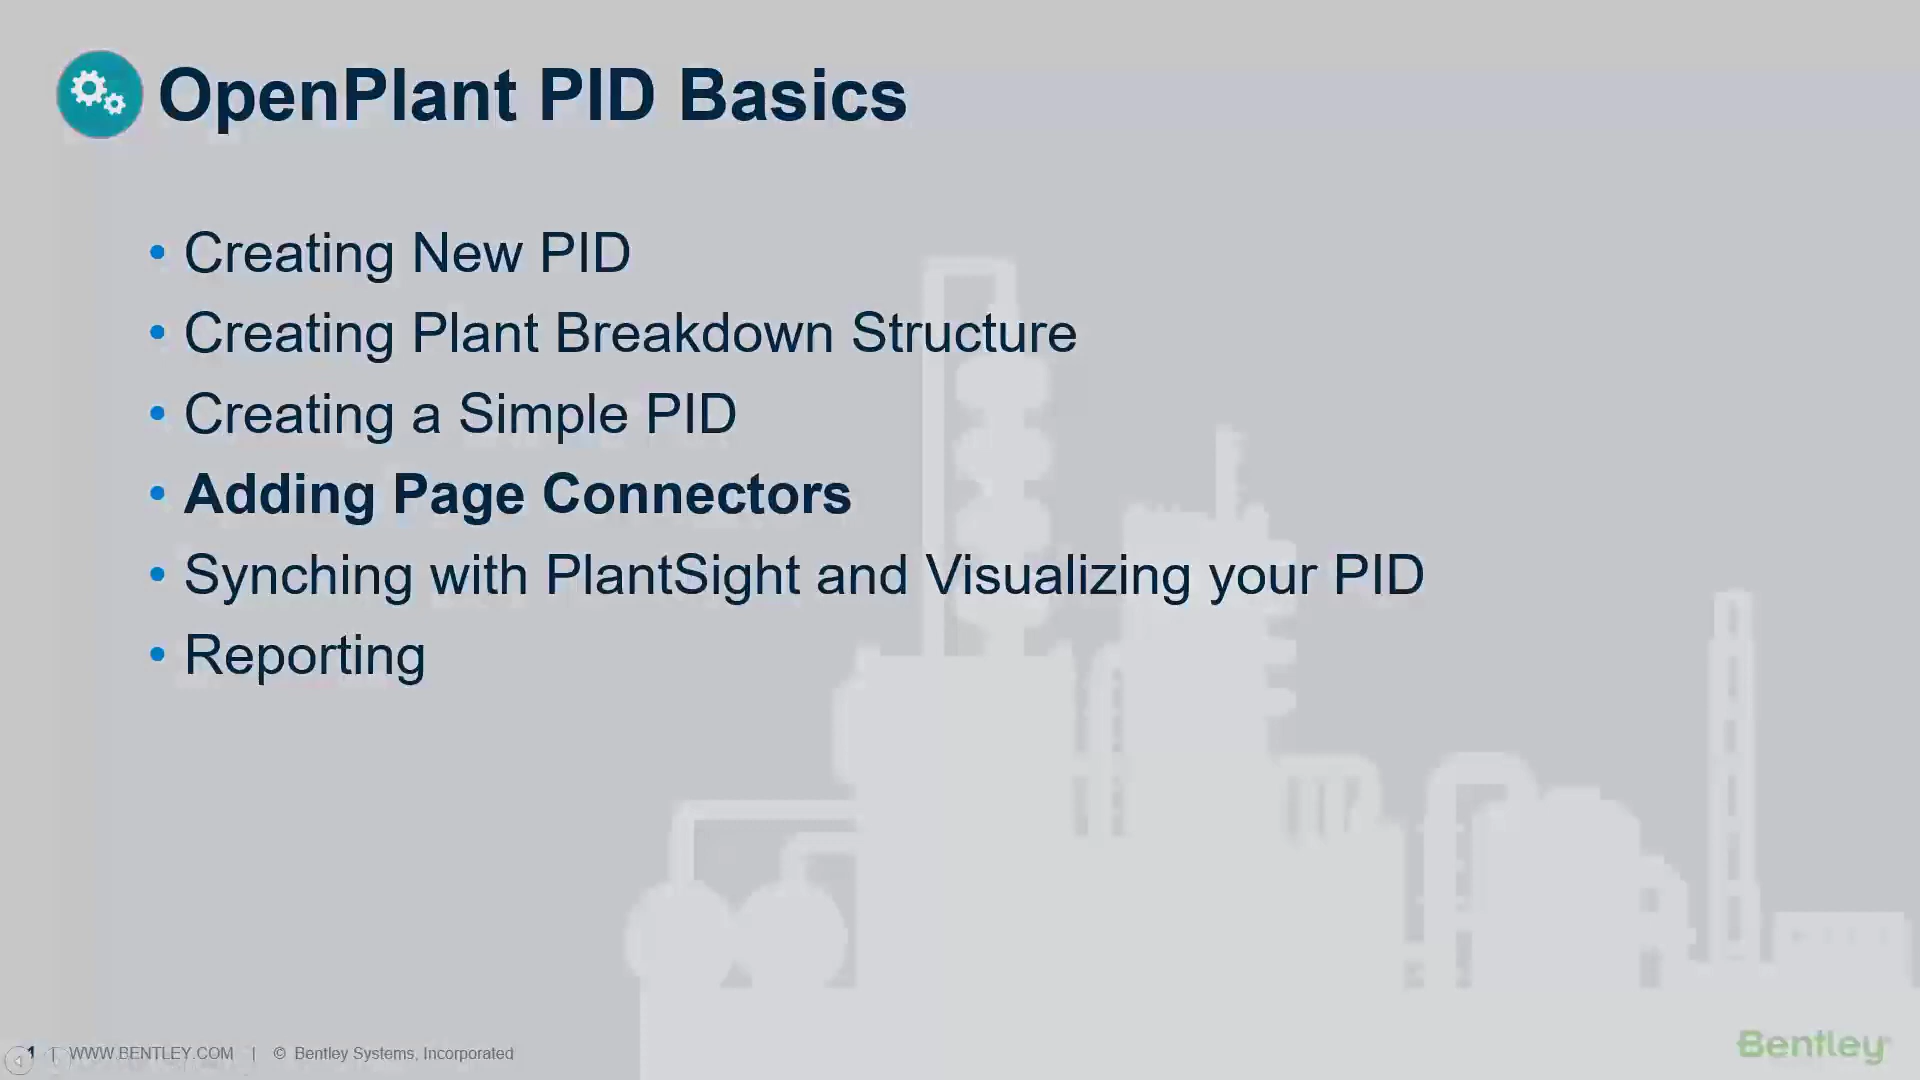 OpenPlant PID Basics
• Creating New PID
• Creating Plant Breakdown Structure
• Creating a Simple PID
• Adding Page Connectors
• Synching with PlantSight and Visualizing your PID
• Reporting
1 | WWW.BENTLEY.COM | © Bentley Systems, Incorporated
Bentley